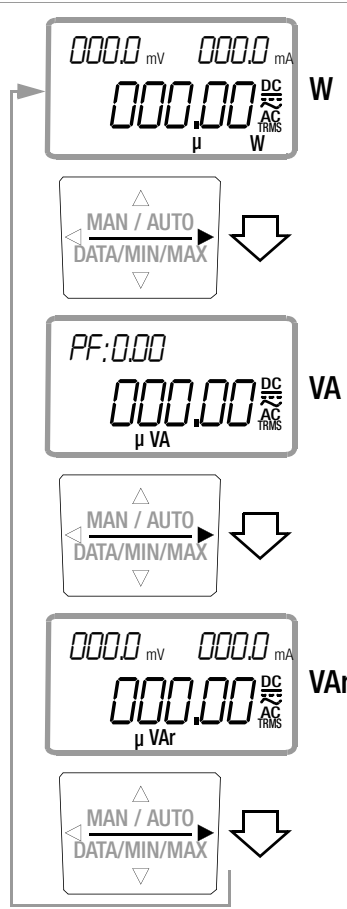 000.0 mV 000.0 mA
000.00 DC AC TRMS
µ W
W
MAN / AUTO
DATA/MIN/MAX
PF:0.00
000.00 DC AC TRMS
µ VA
VA
MAN / AUTO
DATA/MIN/MAX
000.0 mV 000.0 mA
000.00 DC AC TRMS
µ VAr
VAr
MAN / AUTO
DATA/MIN/MAX